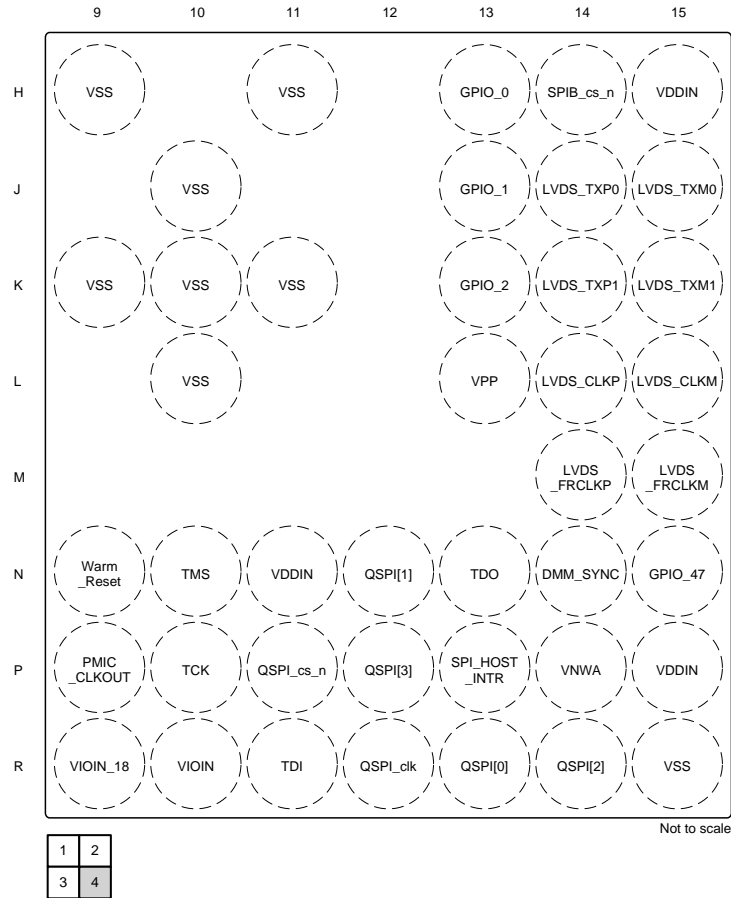 9 10 11 12 13 14 15
H VSS VSS GPIO_0 SPIB_cs_n VDDIN
J VSS GPIO_1 LVDS_TXP0 LVDS_TXM0
K VSS VSS VSS GPIO_2 LVDS_TXP1 LVDS_TXM1
L VSS VPP LVDS_CLKP LVDS_CLKM
M LVDS
_FRCLKP LVDS
_FRCLKM
N Warm
_Reset TMS VDDIN QSPI[1] TDO DMM_SYNC GPIO_47
P PMIC
_CLKOUT TCK QSPI_cs_n QSPI[3] SPI_HOST
_INTR VNWA VDDIN
R VIOIN_18 VIOIN TDI QSPI_clk QSPI[0] QSPI[2] VSS
Not to scale
1 2
3 4